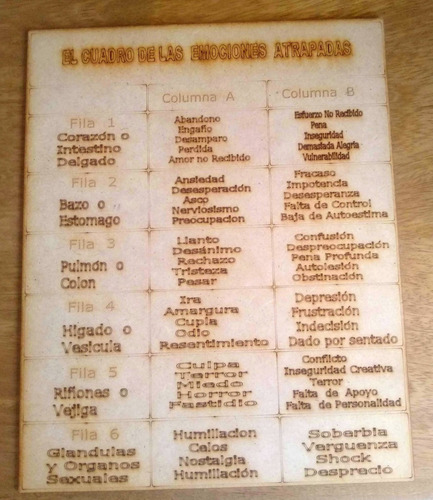 EL CUADRO DE LAS EMOCIONES ATRAPADAS
Columna A
Columna B
Fila 1
Corazón o
Intestino
Delgado
Abandono
Engaño
Desamparo
Perdida
Amor no Recibido
Esfuerzo No Recibido
Pena
Inseguridad
Demasiada Alegria
Vulnerabilidad
Fila 2
Bazo o
Estomago
Ansiedad
Desesperación
Asco
Nerviosismo
Preocupacion
Fracaso
Impotencia
Desesperanza
Falta de Control
Baja de Autoestima
Fila 3
Pulmón o
Colon
Llanto
Desánimo
Rechazo
Tristeza
Pesar
Confusión
Despreocupación
Pena Profunda
Autolesión
Obstinación
Fila 4
Higado o
Vesicula
Ira
Amargura
Cupla
Odio
Resentimiento
Depresión
Frustración
Indecisión
Dado por sentado
Fila 5
Riñones o
Vejiga
Culpa
Terror
Miedo
Horror
Fastidio
Conflicto
Inseguridad Creativa
Terror
Falta de Apoyo
Falta de Personalidad
Fila 6
Glandulas
y Organos
Sexuales
Humillacion
Celos
Nostalgia
Humillación
Soberbia
Verguenza
Shock
Despreció